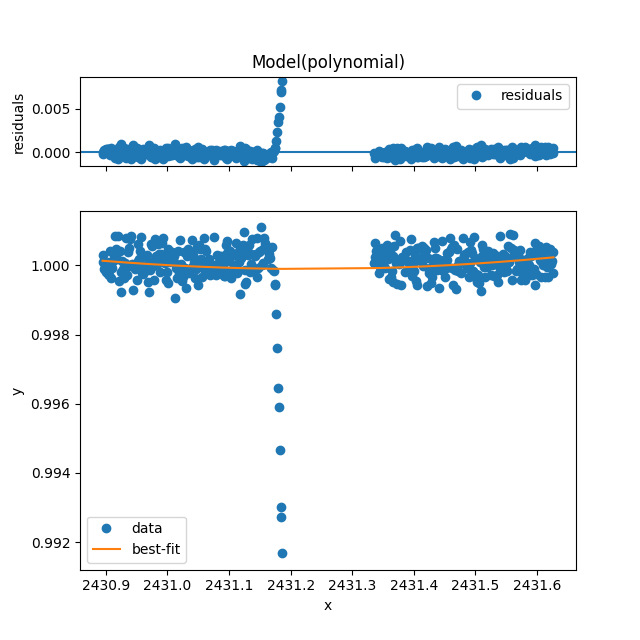 Model(polynomial)
residuals
0.005
0.000
residuals
1.000
0.998
0.996
0.994
0.992
y
data
best-fit
2430.9 2431.0 2431.1 2431.2 2431.3 2431.4 2431.5 2431.6
x